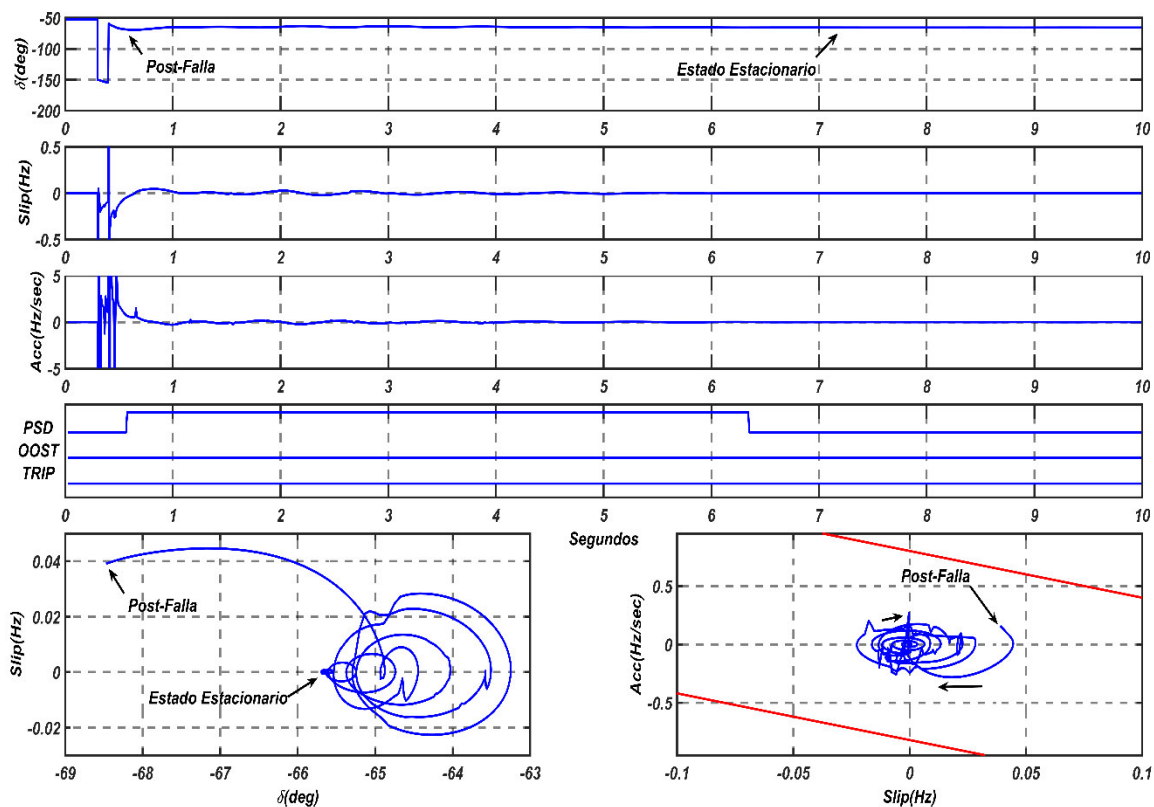 δ(deg)
-50
-100
-150
-200
Post-Falla
Estado Estacionario
0 1 2 3 4 5 6 7 8 9 10
Slip(Hz)
0.5
0
-0.5
0 1 2 3 4 5 6 7 8 9 10
Acc(Hz/sec)
5
0
-5
0 1 2 3 4 5 6 7 8 9 10
PSD
OOST
TRIP
0 1 2 3 4 5 6 7 8 9 10
Segundos
Slip(Hz)
0.04
0.02
0
-0.02
Post-Falla
Estado Estacionario
-69 -68 -67 -66 -65 -64 -63
δ(deg)
Acc(Hz/sec)
0.5
0
-0.5
Post-Falla
-0.1 -0.05 0 0.05 0.1
Slip(Hz)